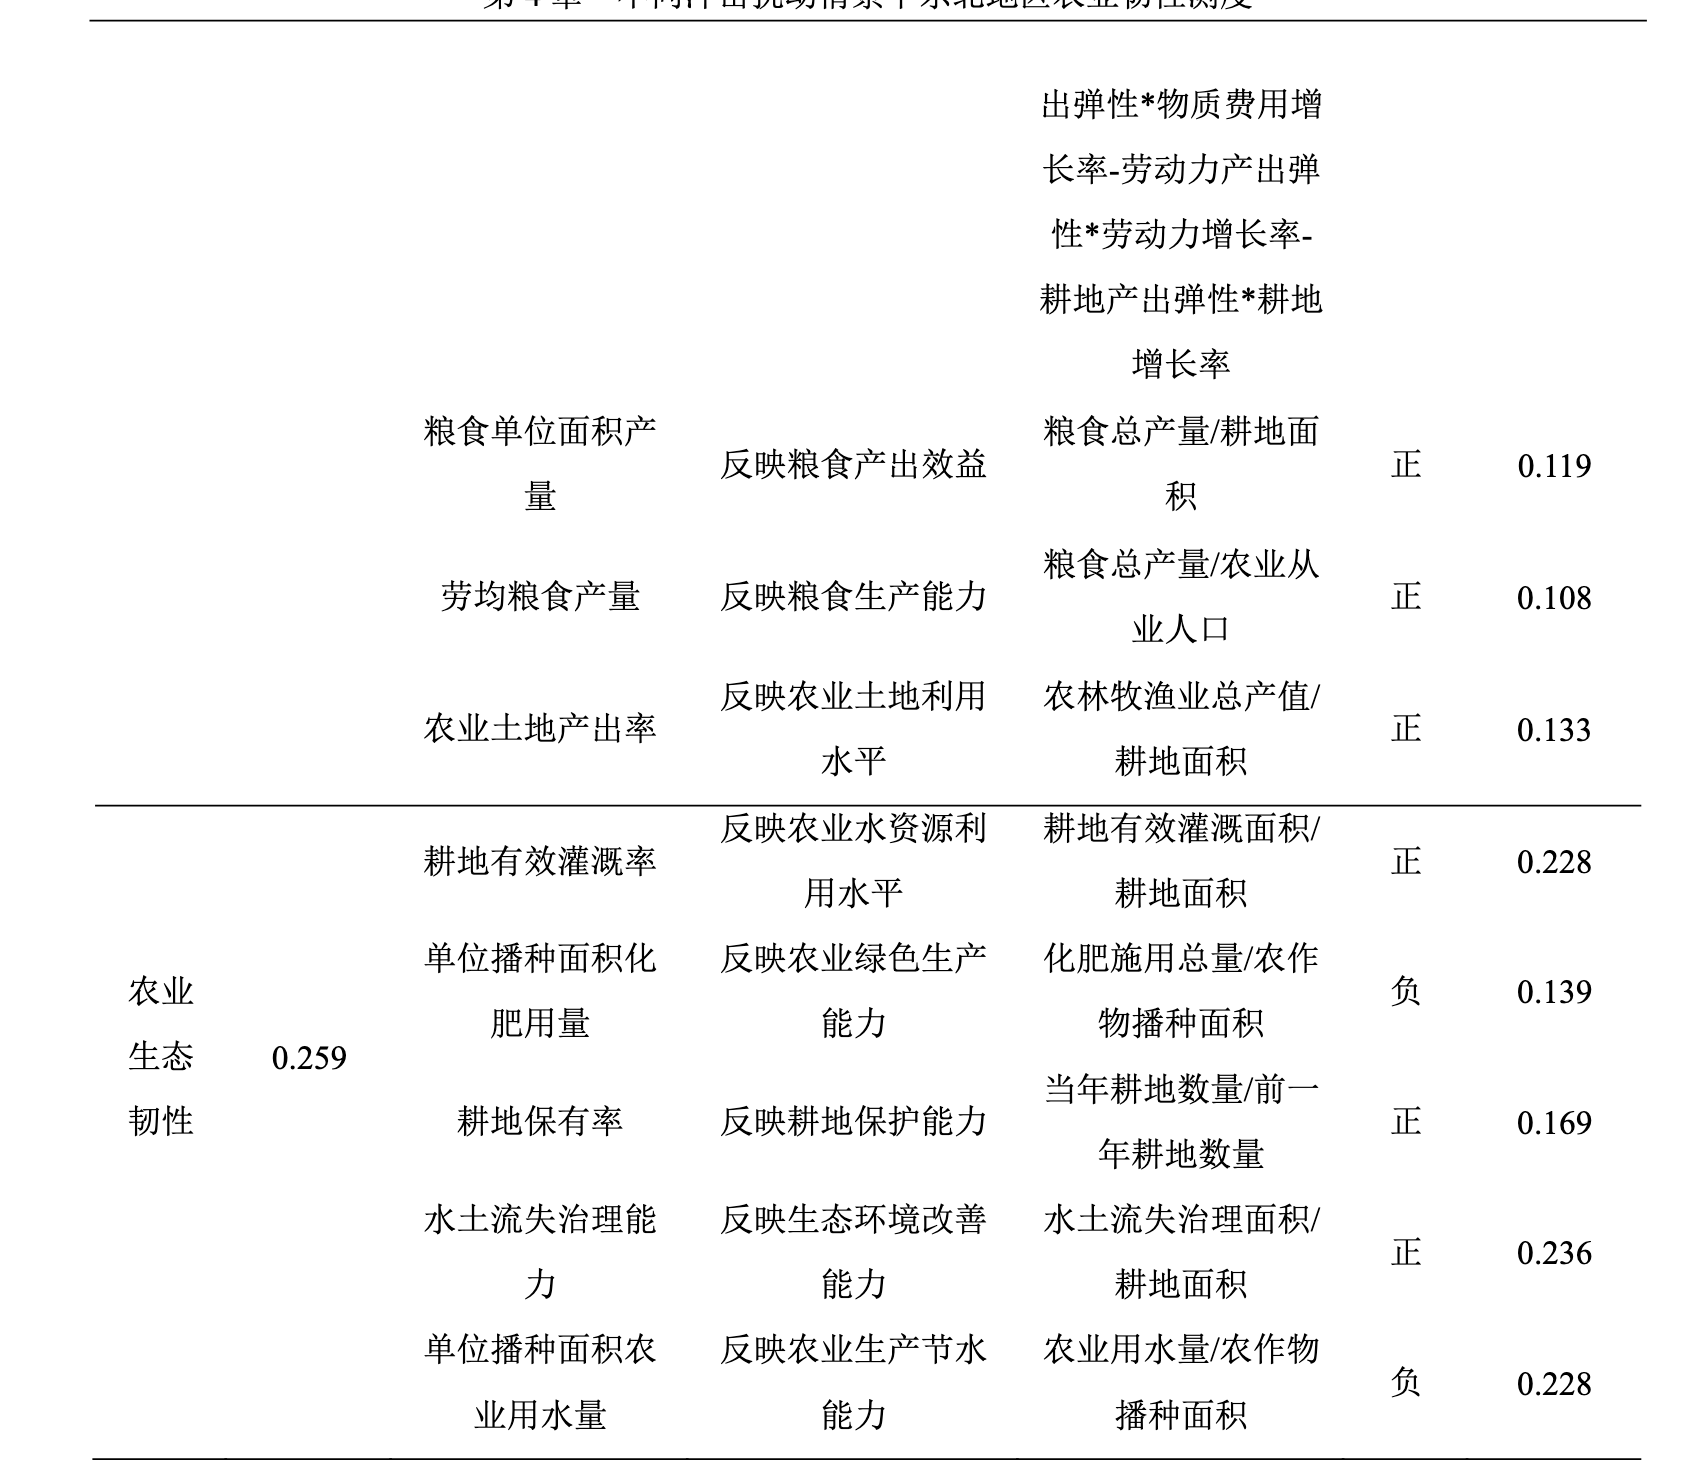 出弹性*物质费用增
长率-劳动力产出弹
性*劳动力增长率-
耕地产出弹性*耕地
增长率
粮食单位面积产
量
反映粮食产出效益
粮食总产量/耕地面
积
正
0.119
劳均粮食产量
反映粮食生产能力
粮食总产量/农业从
业人口
正
0.108
农业土地产出率
反映农业土地利用
水平
农林牧渔业总产值/
耕地面积
正
0.133
农业
生态
韧性
0.259
耕地有效灌溉率
反映农业水资源利
用水平
耕地有效灌溉面积/
耕地面积
正
0.228
单位播种面积化
肥用量
反映农业绿色生产
能力
化肥施用总量/农作
物播种面积
负
0.139
耕地保有率
反映耕地保护能力
当年耕地数量/前一
年耕地数量
正
0.169
水土流失治理能
力
反映生态环境改善
能力
水土流失治理面积/
耕地面积
正
0.236
单位播种面积农
业用水量
反映农业生产节水
能力
农业用水量/农作物
播种面积
负
0.228